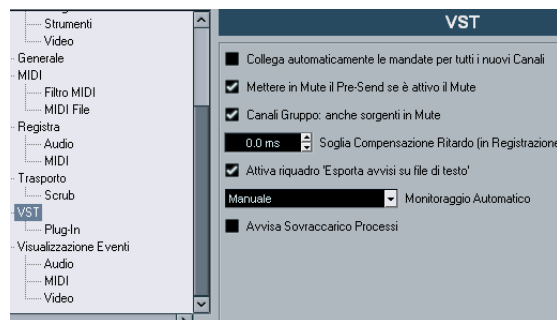 Strumenti
Video
Generale
MIDI
Filtro MIDI
MIDI File
Registra
Audio
MIDI
Trasporto
Scrub
VST
Plug-In
Visualizzazione Eventi
Audio
MIDI
Video
VST
Collega automaticamente le mandate per tutti i nuovi Canali
Mettere in Mute il Pre-Send se è attivo il Mute
Canali Gruppo: anche sorgenti in Mute
0.0 ms Soglia Compensazione Ritardo (in Registrazione
Attiva riquadro 'Esporta avvisi su file di testo'
Manuale Monitoraggio Automatico
Avvisa Sovraccarico Processi